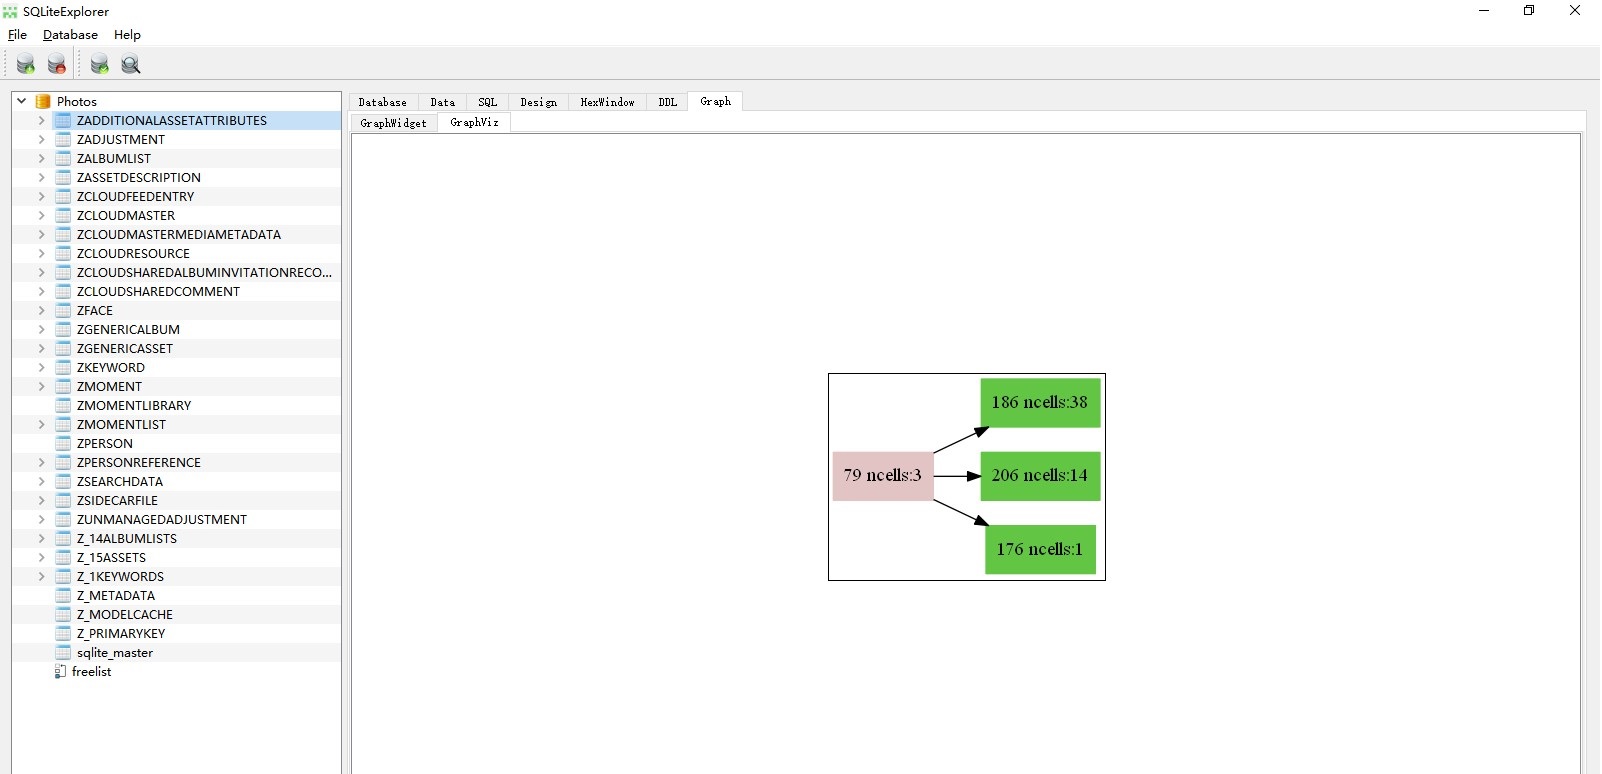 SQLiteExplorer
File Database Help
Photos
ZADDITIONALASSETATTRIBUTES
ZADJUSTMENT
ZALBUMLIST
ZASSETDESCRIPTION
ZCLOUDFEEDENTRY
ZCLOUDMASTER
ZCLOUDMASTERMEDIAMETADATA
ZCLOUDRESOURCE
ZCLOUDSHAREDALBUMINVITATIONRECO...
ZCLOUDSHAREDCOMMENT
ZFACE
ZGENERICALBUM
ZGENERICASSET
ZKEYWORD
ZMOMENT
ZMOMENTLIBRARY
ZMOMENTLIST
ZPERSON
ZPERSONREFERENCE
ZSEARCHDATA
ZSIDECARFILE
ZUNMANAGEDADJUSTMENT
Z_14ALBUMLISTS
Z_15ASSETS
Z_1KEYWORDS
Z_METADATA
Z_MODELCACHE
Z_PRIMARYKEY
sqlite_master
freelist
Database Data SQL Design HexWindow DDL Graph
GraphWidget GraphViz
186 ncells:38
79 ncells:3
206 ncells:14
176 ncells:1